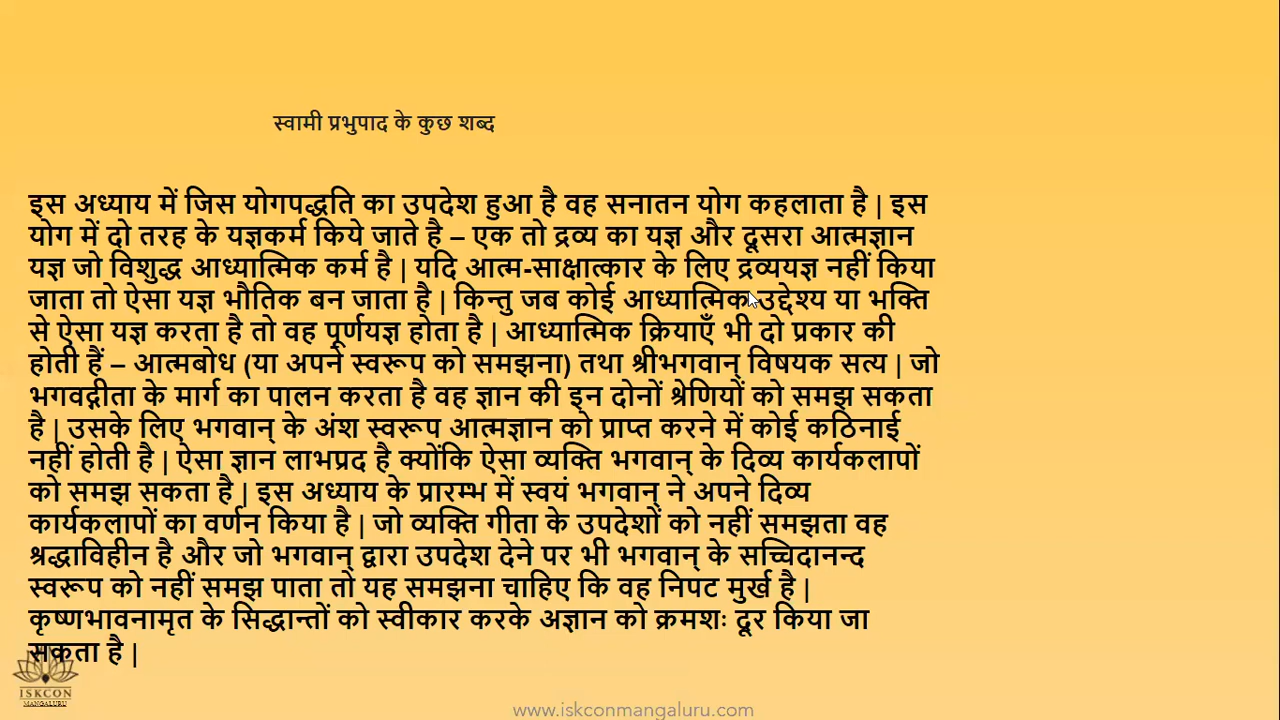 स्वामी प्रभुपाद के कुछ शब्द
इस अध्याय में जिस योगपद्धति का उपदेश हुआ है वह सनातन योग कहलाता है | इस
योग में दो तरह के यज्ञकर्म किये जाते है – एक तो द्रव्य का यज्ञ और दूसरा आत्मज्ञान
यज्ञ जो विशुद्ध आध्यात्मिक कर्म है | यदि आत्म-साक्षात्कार के लिए द्रव्ययज्ञ नहीं किया
जाता तो ऐसा यज्ञ भौतिक बन जाता है | किन्तु जब कोई आध्यात्मिक उद्देश्य या भक्ति
से ऐसा यज्ञ करता है तो वह पूर्णयज्ञ होता है | आध्यात्मिक क्रियाएँ भी दो प्रकार की
होती हैं – आत्मबोध (या अपने स्वरूप को समझना) तथा श्रीभगवान् विषयक सत्य | जो
भगवद्गीता के मार्ग का पालन करता है वह ज्ञान की इन दोनों श्रेणियों को समझ सकता
है | उसके लिए भगवान् के अंश स्वरूप आत्मज्ञान को प्राप्त करने में कोई कठिनाई
नहीं होती है | ऐसा ज्ञान लाभप्रद है क्योंकि ऐसा व्यक्ति भगवान् के दिव्य कार्यकलापों
को समझ सकता है | इस अध्याय के प्रारम्भ में स्वयं भगवान् ने अपने दिव्य
कार्यकलापों का वर्णन किया है | जो व्यक्ति गीता के उपदेशों को नहीं समझता वह
श्रद्धाविहीन है और जो भगवान् द्वारा उपदेश देने पर भी भगवान् के सच्चिदानन्द
स्वरूप को नहीं समझ पाता तो यह समझना चाहिए कि वह निपट मुर्ख है |
कृष्णभावनामृत के सिद्धान्तों को स्वीकार करके अज्ञान को क्रमशः दूर किया जा
सकता है |
ISKCON
MANGALURU
www.iskconmangaluru.com